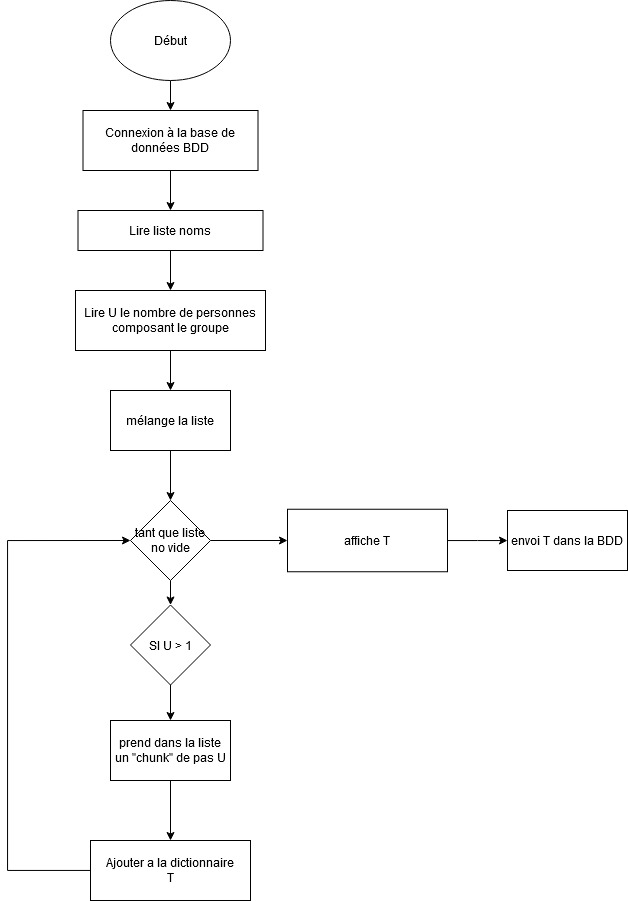 Début
Connexion à la base de
données BDD
Lire liste noms
Lire U le nombre de personnes
composant le groupe
mélange la liste
tant que liste
no vide
affiche T
envoi T dans la BDD
SI U > 1
prend dans la liste
un "chunk" de pas U
Ajouter a la dictionnaire
T